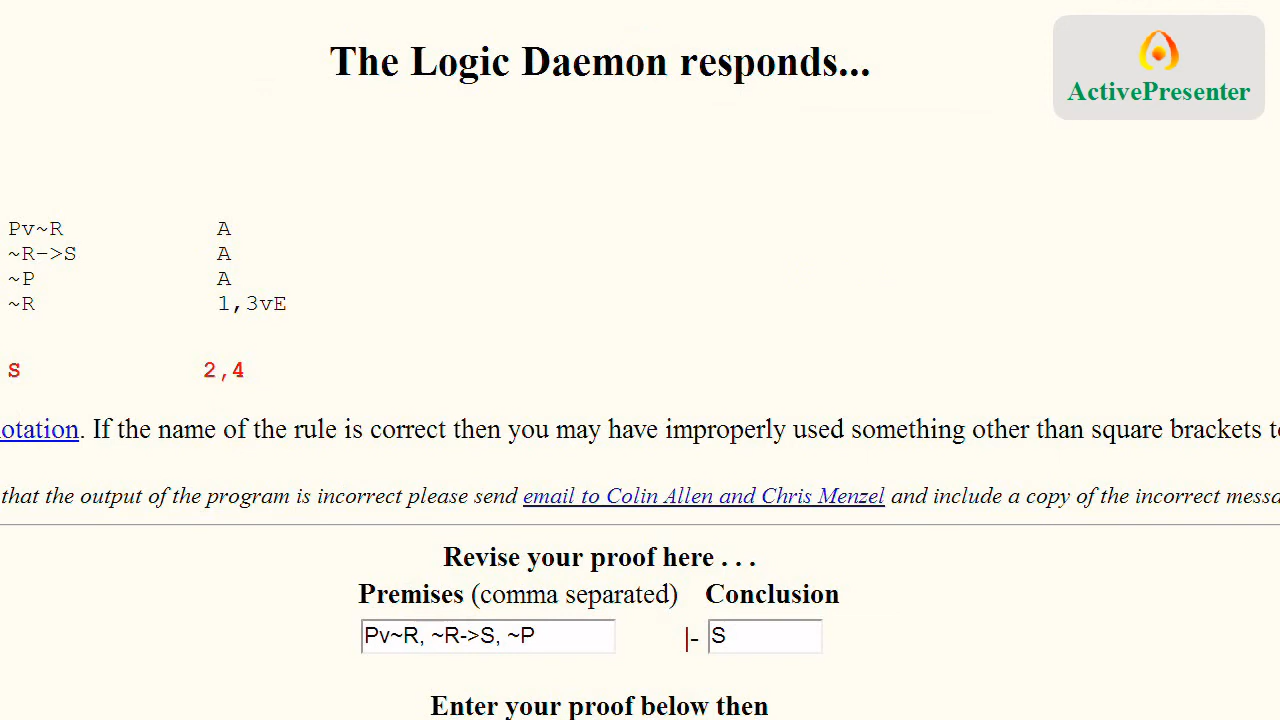 The Logic Daemon responds...
ActivePresenter
Pv~R A
~R->S A
~P A
~R 1,3vE
S 2,4
otation. If the name of the rule is correct then you may have improperly used something other than square brackets to
that the output of the program is incorrect please send email to Colin Allen and Chris Menzel and include a copy of the incorrect messa
Revise your proof here . . .
Premises (comma separated) Conclusion
Pv~R, ~R->S, ~P |- S
Enter your proof below then